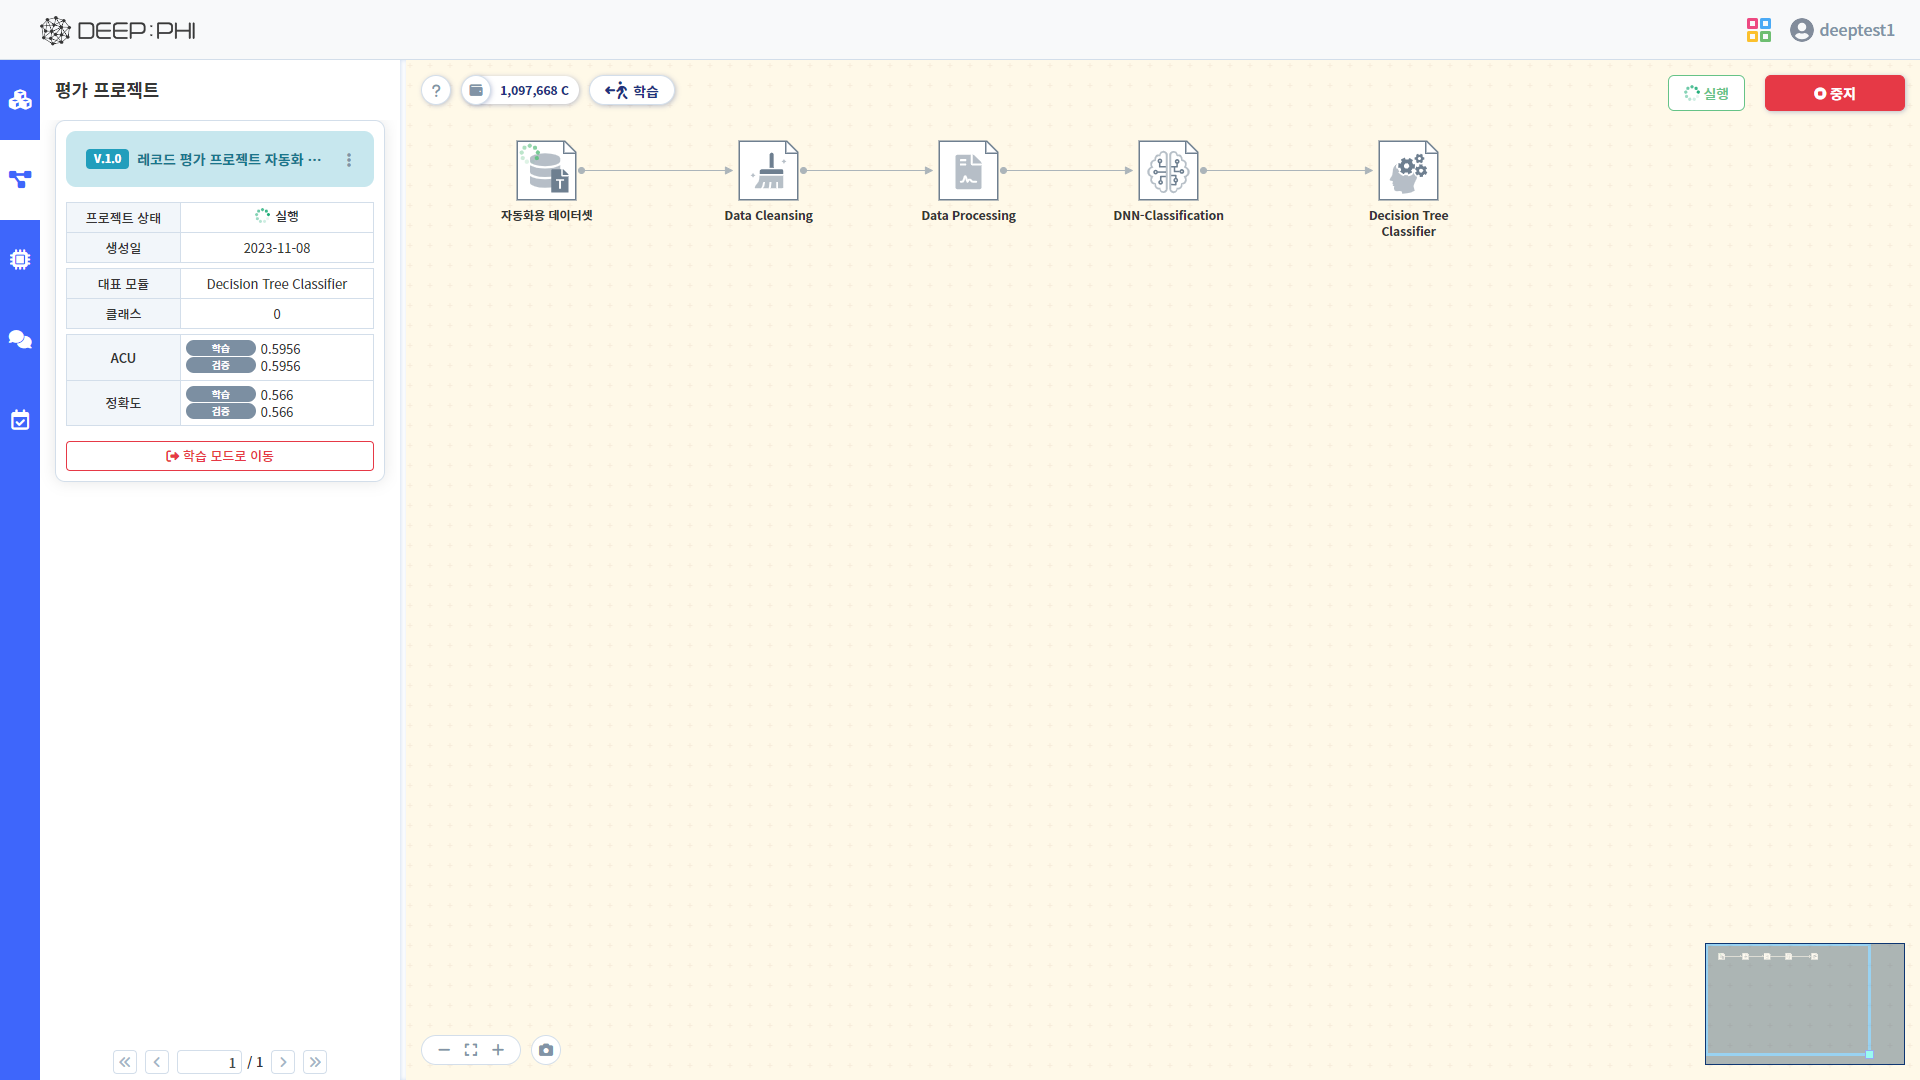 DEEP:PHI
deeptest1
평가 프로젝트
V.1.0 레코드 평가 프로젝트 자동화 ...
프로젝트 상태 실행
생성일 2023-11-08
대표 모듈 Decision Tree Classifier
클래스 0
ACU 학습 0.5956
검증 0.5956
정확도 학습 0.566
검증 0.566
학습 모드로 이동
1 / 1
?
1,097,668 C
학습
실행
중지
자동화용 데이터셋
Data Cleansing
Data Processing
DNN-Classification
Decision Tree
Classifier
T